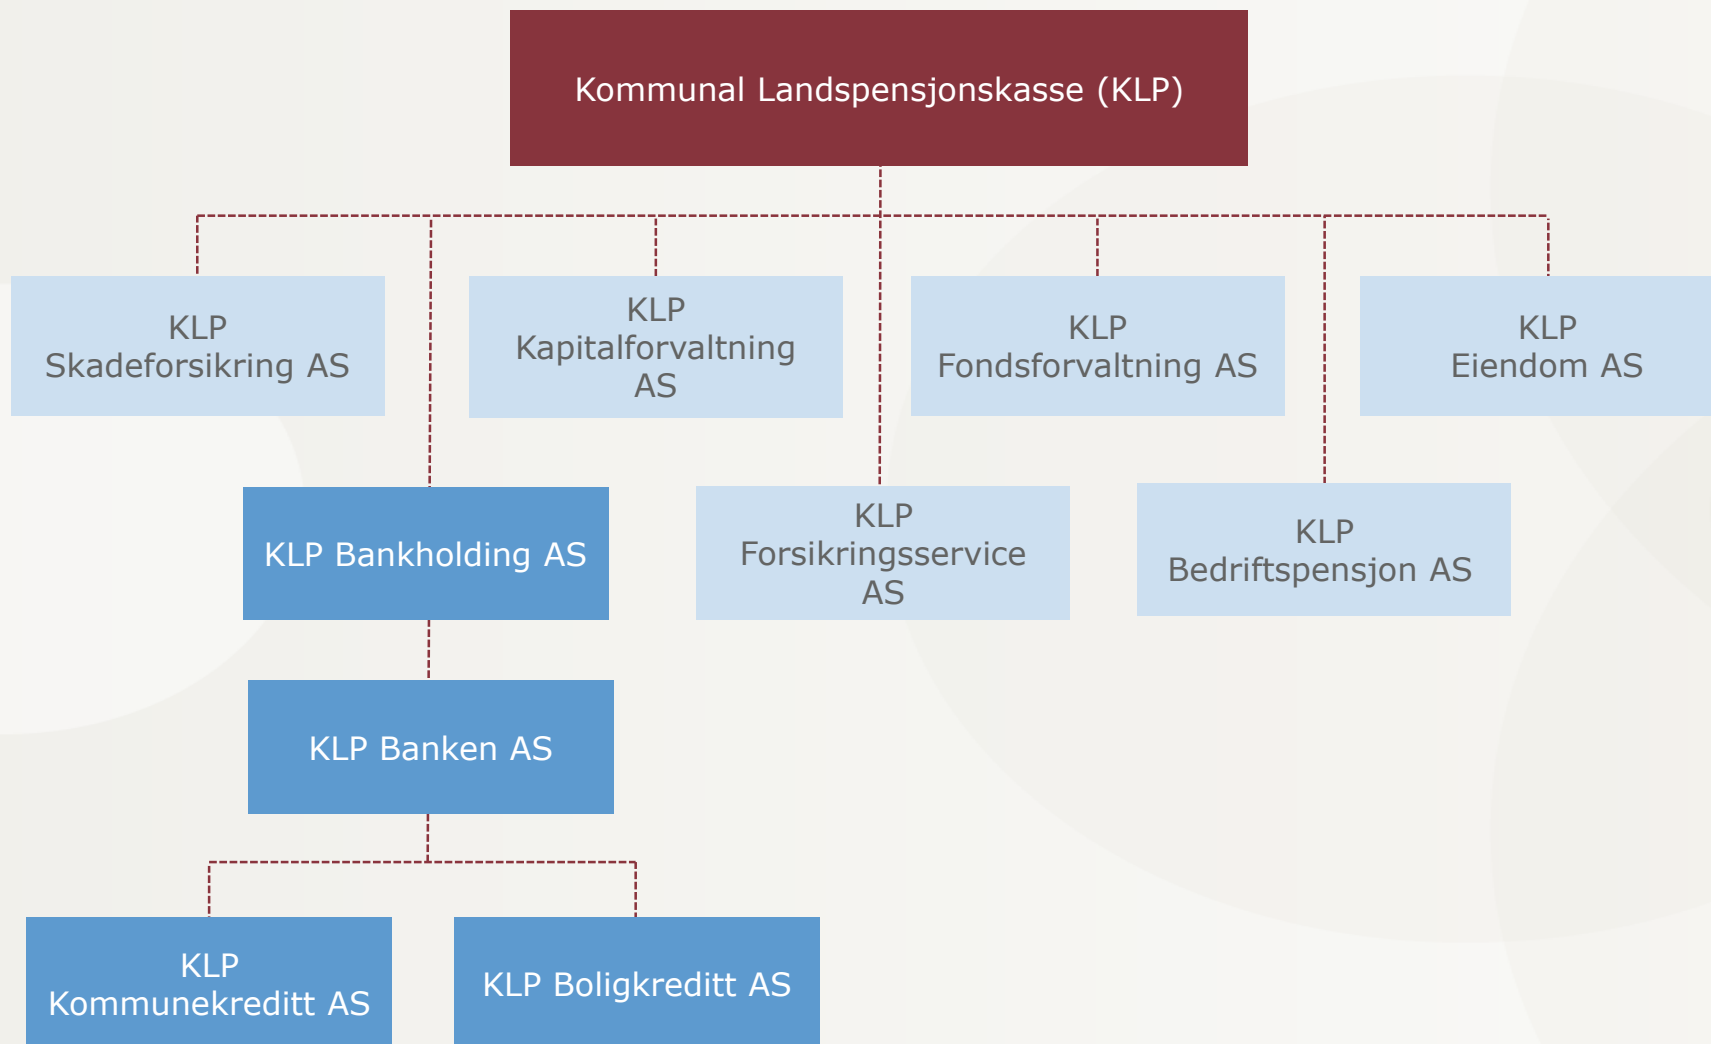 Kommunal Landspensjonskasse (KLP)
KLP
Skadeforsikring AS
KLP
Kapitalforvaltning
AS
KLP
Fondsforvaltning AS
KLP
Eiendom AS
KLP Bankholding AS
KLP
Forsikringsservice
AS
KLP
Bedriftspensjon AS
KLP Banken AS
KLP
Kommunekreditt AS
KLP Boligkreditt AS